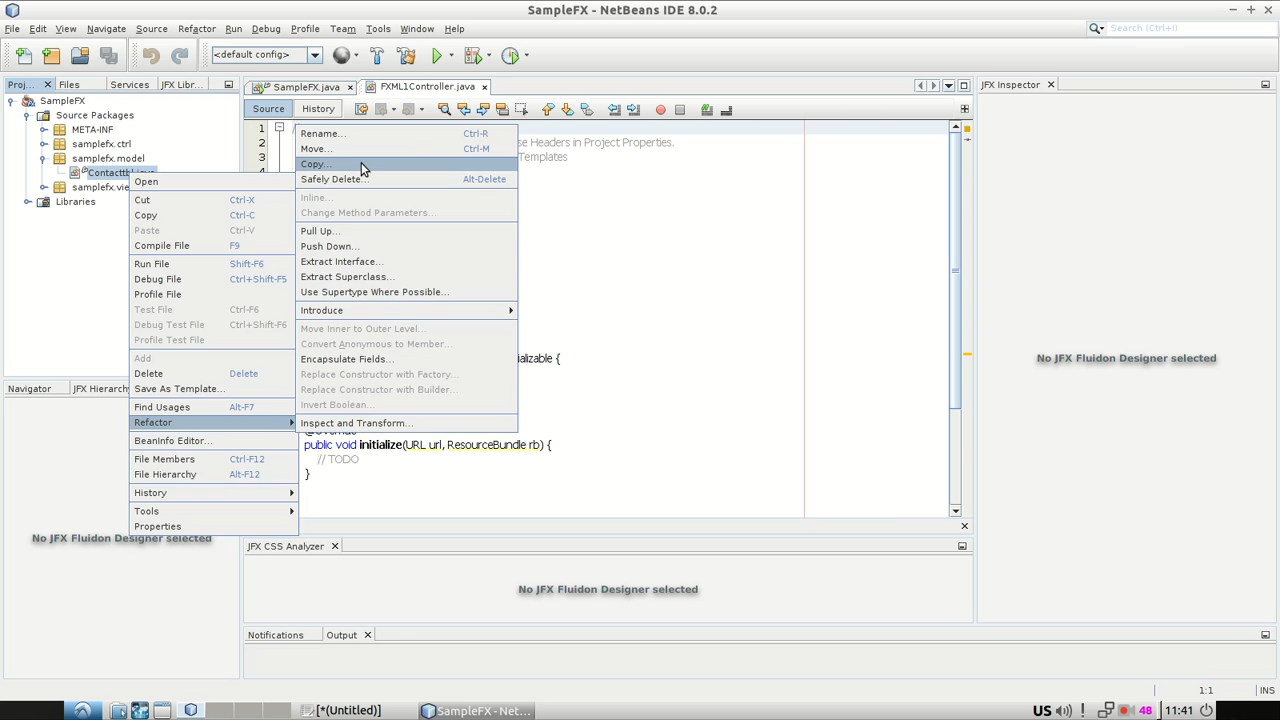 SampleFX - NetBeans IDE 8.0.2
File Edit View Navigate Source Refactor Run Debug Profile Team Tools Window Help
Search (Ctrl+I)
<default config>
Proj... Files Services JFX Libr...
SampleFX.java FXML1Controller.java
JFX Inspector
SampleFX
Source History
Source Packages
META-INF
samplefx.ctrl
samplefx.model
samplefx.vie
Libraries
1
2
3
se Headers in Project Properties.
Templates
Open
Cut Ctrl-X
Copy Ctrl-C
Paste Ctrl-V
Compile File F9
Run File Shift-F6
Debug File Ctrl+Shift-F5
Profile File
Test File Ctrl-F6
Debug Test File Ctrl+Shift-F6
Profile Test File
Add
Delete Delete
Save As Template...
Find Usages Alt-F7
Refactor
BeanInfo Editor...
File Members Ctrl-F12
File Hierarchy Alt-F12
History
Tools
Properties
Rename... Ctrl-R
Move... Ctrl-M
Copy...
Safely Delete... Alt-Delete
Inline...
Change Method Parameters...
Pull Up...
Push Down...
Extract Interface...
Extract Superclass...
Use Supertype Where Possible...
Introduce
Move Inner to Outer Level...
Convert Anonymous to Member...
Encapsulate Fields...
Replace Constructor with Factory...
Replace Constructor with Builder...
Invert Boolean...
Inspect and Transform...
ializable {
public void initialize(URL url, ResourceBundle rb) {
// TODO
}
No JFX Fluidon Designer selected
Navigator JFX Hierarchy
No JFX Fluidon Designer selected
JFX CSS Analyzer
No JFX Fluidon Designer selected
Notifications Output
1:1 INS
[*(Untitled)] SampleFX - Net... US 48 11:41